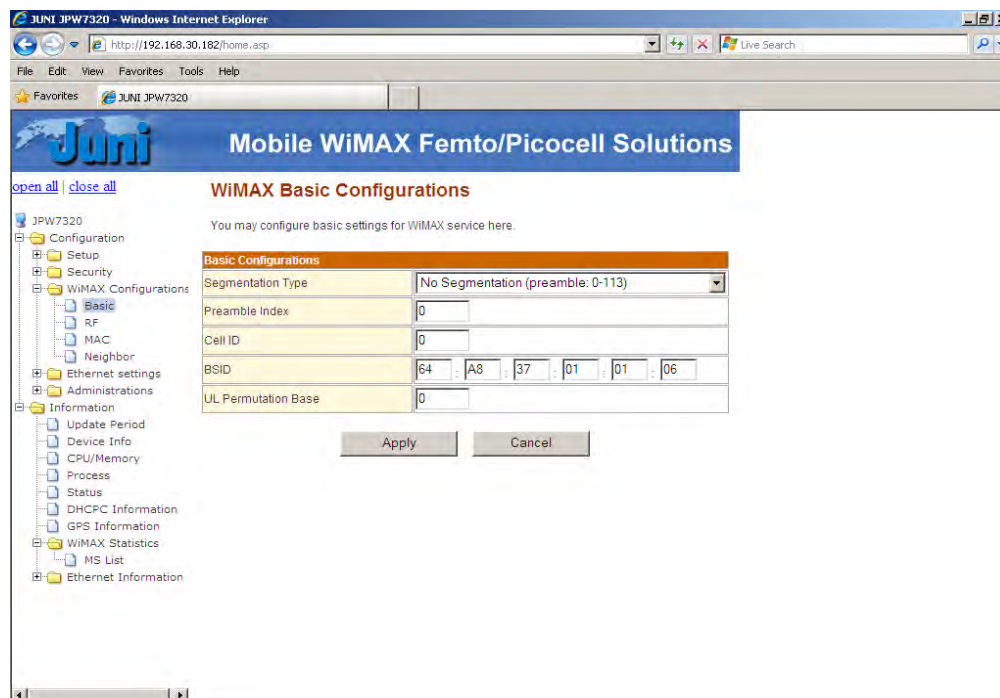 JUNI JPW7320 - Windows Internet Explorer
http://192.168.30.182/home.asp
Live Search
File Edit View Favorites Tools Help
Favorites JUNI JPW7320
Juni Mobile WiMAX Femto/Picocell Solutions
open all | close all
JPW7320
Configuration
Setup
Security
WiMAX Configurations
Basic
RF
MAC
Neighbor
Ethernet settings
Administrations
Information
Update Period
Device Info
CPU/Memory
Process
Status
DHCPC Information
GPS Information
WiMAX Statistics
MS List
Ethernet Information
WiMAX Basic Configurations
You may configure basic settings for WiMAX service here.
Basic Configurations
Segmentation Type No Segmentation (preamble: 0-113)
Preamble Index 0
Cell ID 0
BSID 64 : A8 : 37 : 01 : 01 : 06
UL Permutation Base 0
Apply Cancel